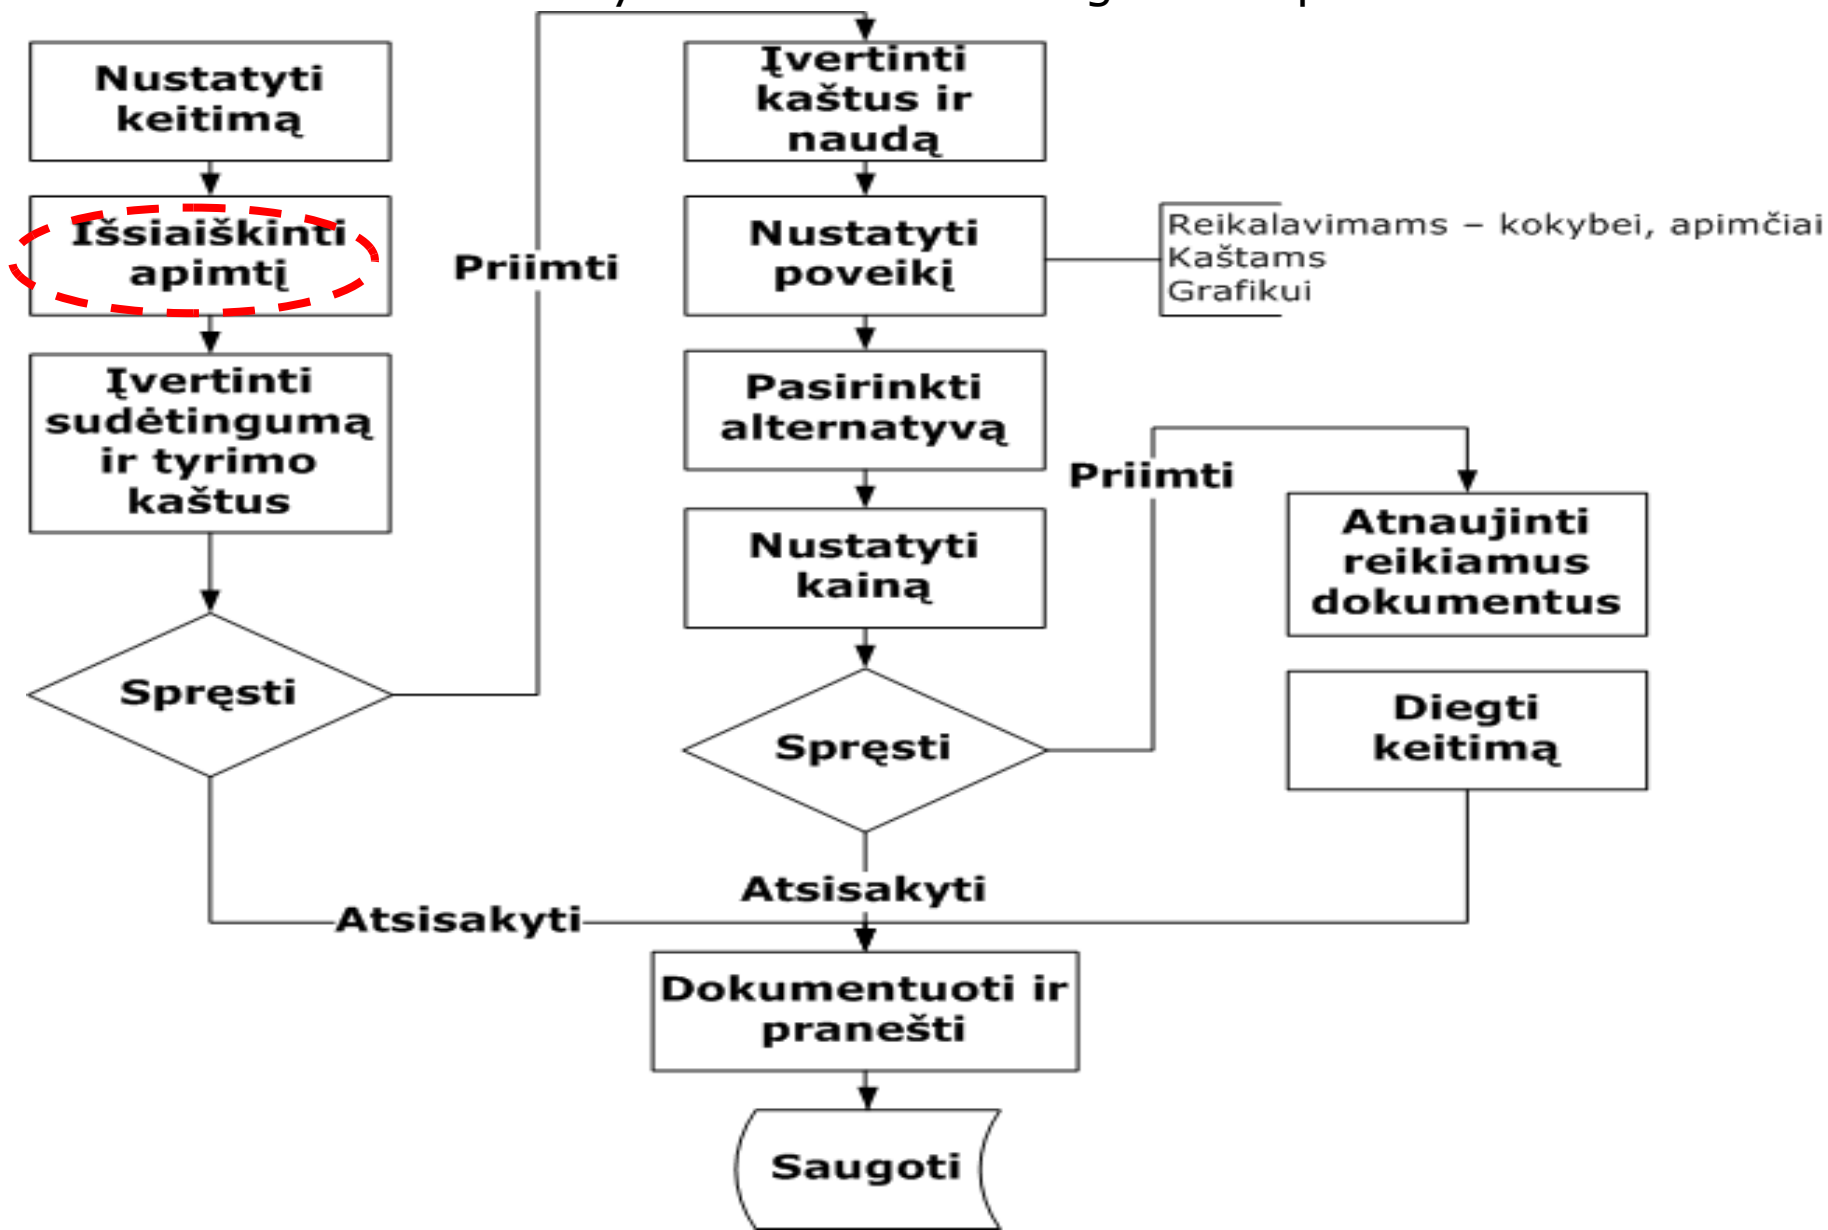 Nustatyti
keitimą
Išsiaiškinti
apimtį
Įvertinti
sudėtingumą
ir tyrimo
kaštus
Spręsti
Priimti
Atsisakyti
Įvertinti
kaštus ir
naudą
Nustatyti
poveikį
Reikalavimams – kokybei, apimčiai
Kaštams
Grafikui
Pasirinkti
alternatyvą
Nustatyti
kainą
Spręsti
Priimti
Atsisakyti
Atnaujinti
reikiamus
dokumentus
Diegti
keitimą
Dokumentuoti ir
pranešti
Saugoti